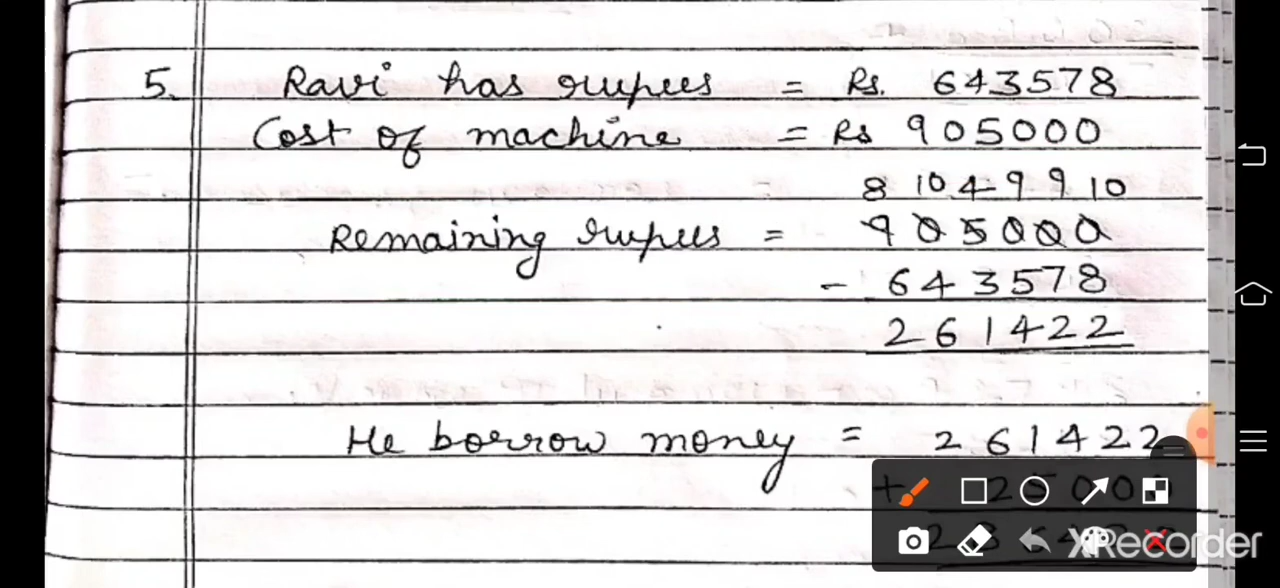 5. Ravi has rupees = Rs. 643578
Cost of machine = Rs 905000
8 10 4 9 9 10
Remaining rupees = 905000
- 643578
261422
He borrow money = 261422
+ 25000
XRecorder